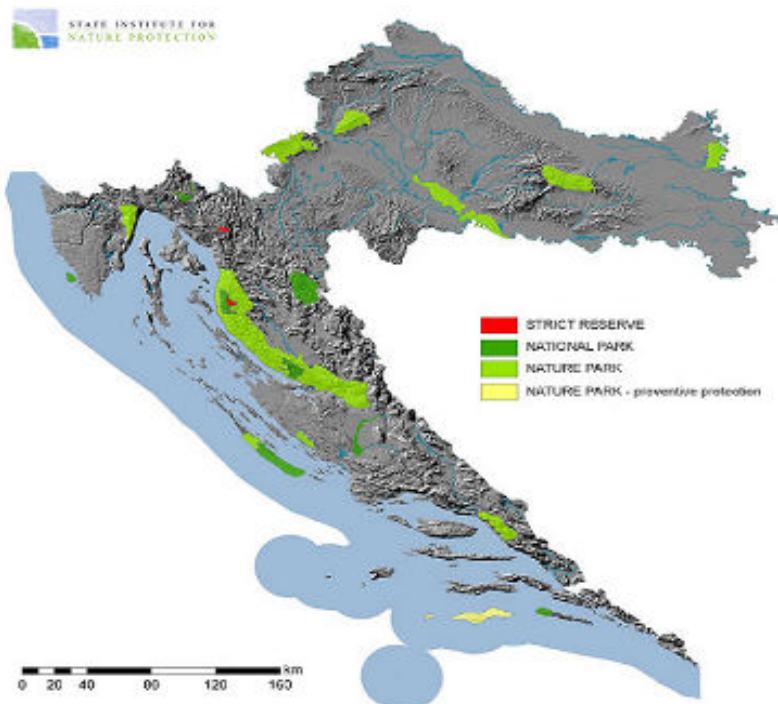 STATE INSTITUTE FOR
NATURE PROTECTION
STRICT RESERVE
NATIONAL PARK
NATURE PARK
NATURE PARK - preventive protection
km
0 20 40 80 120 160